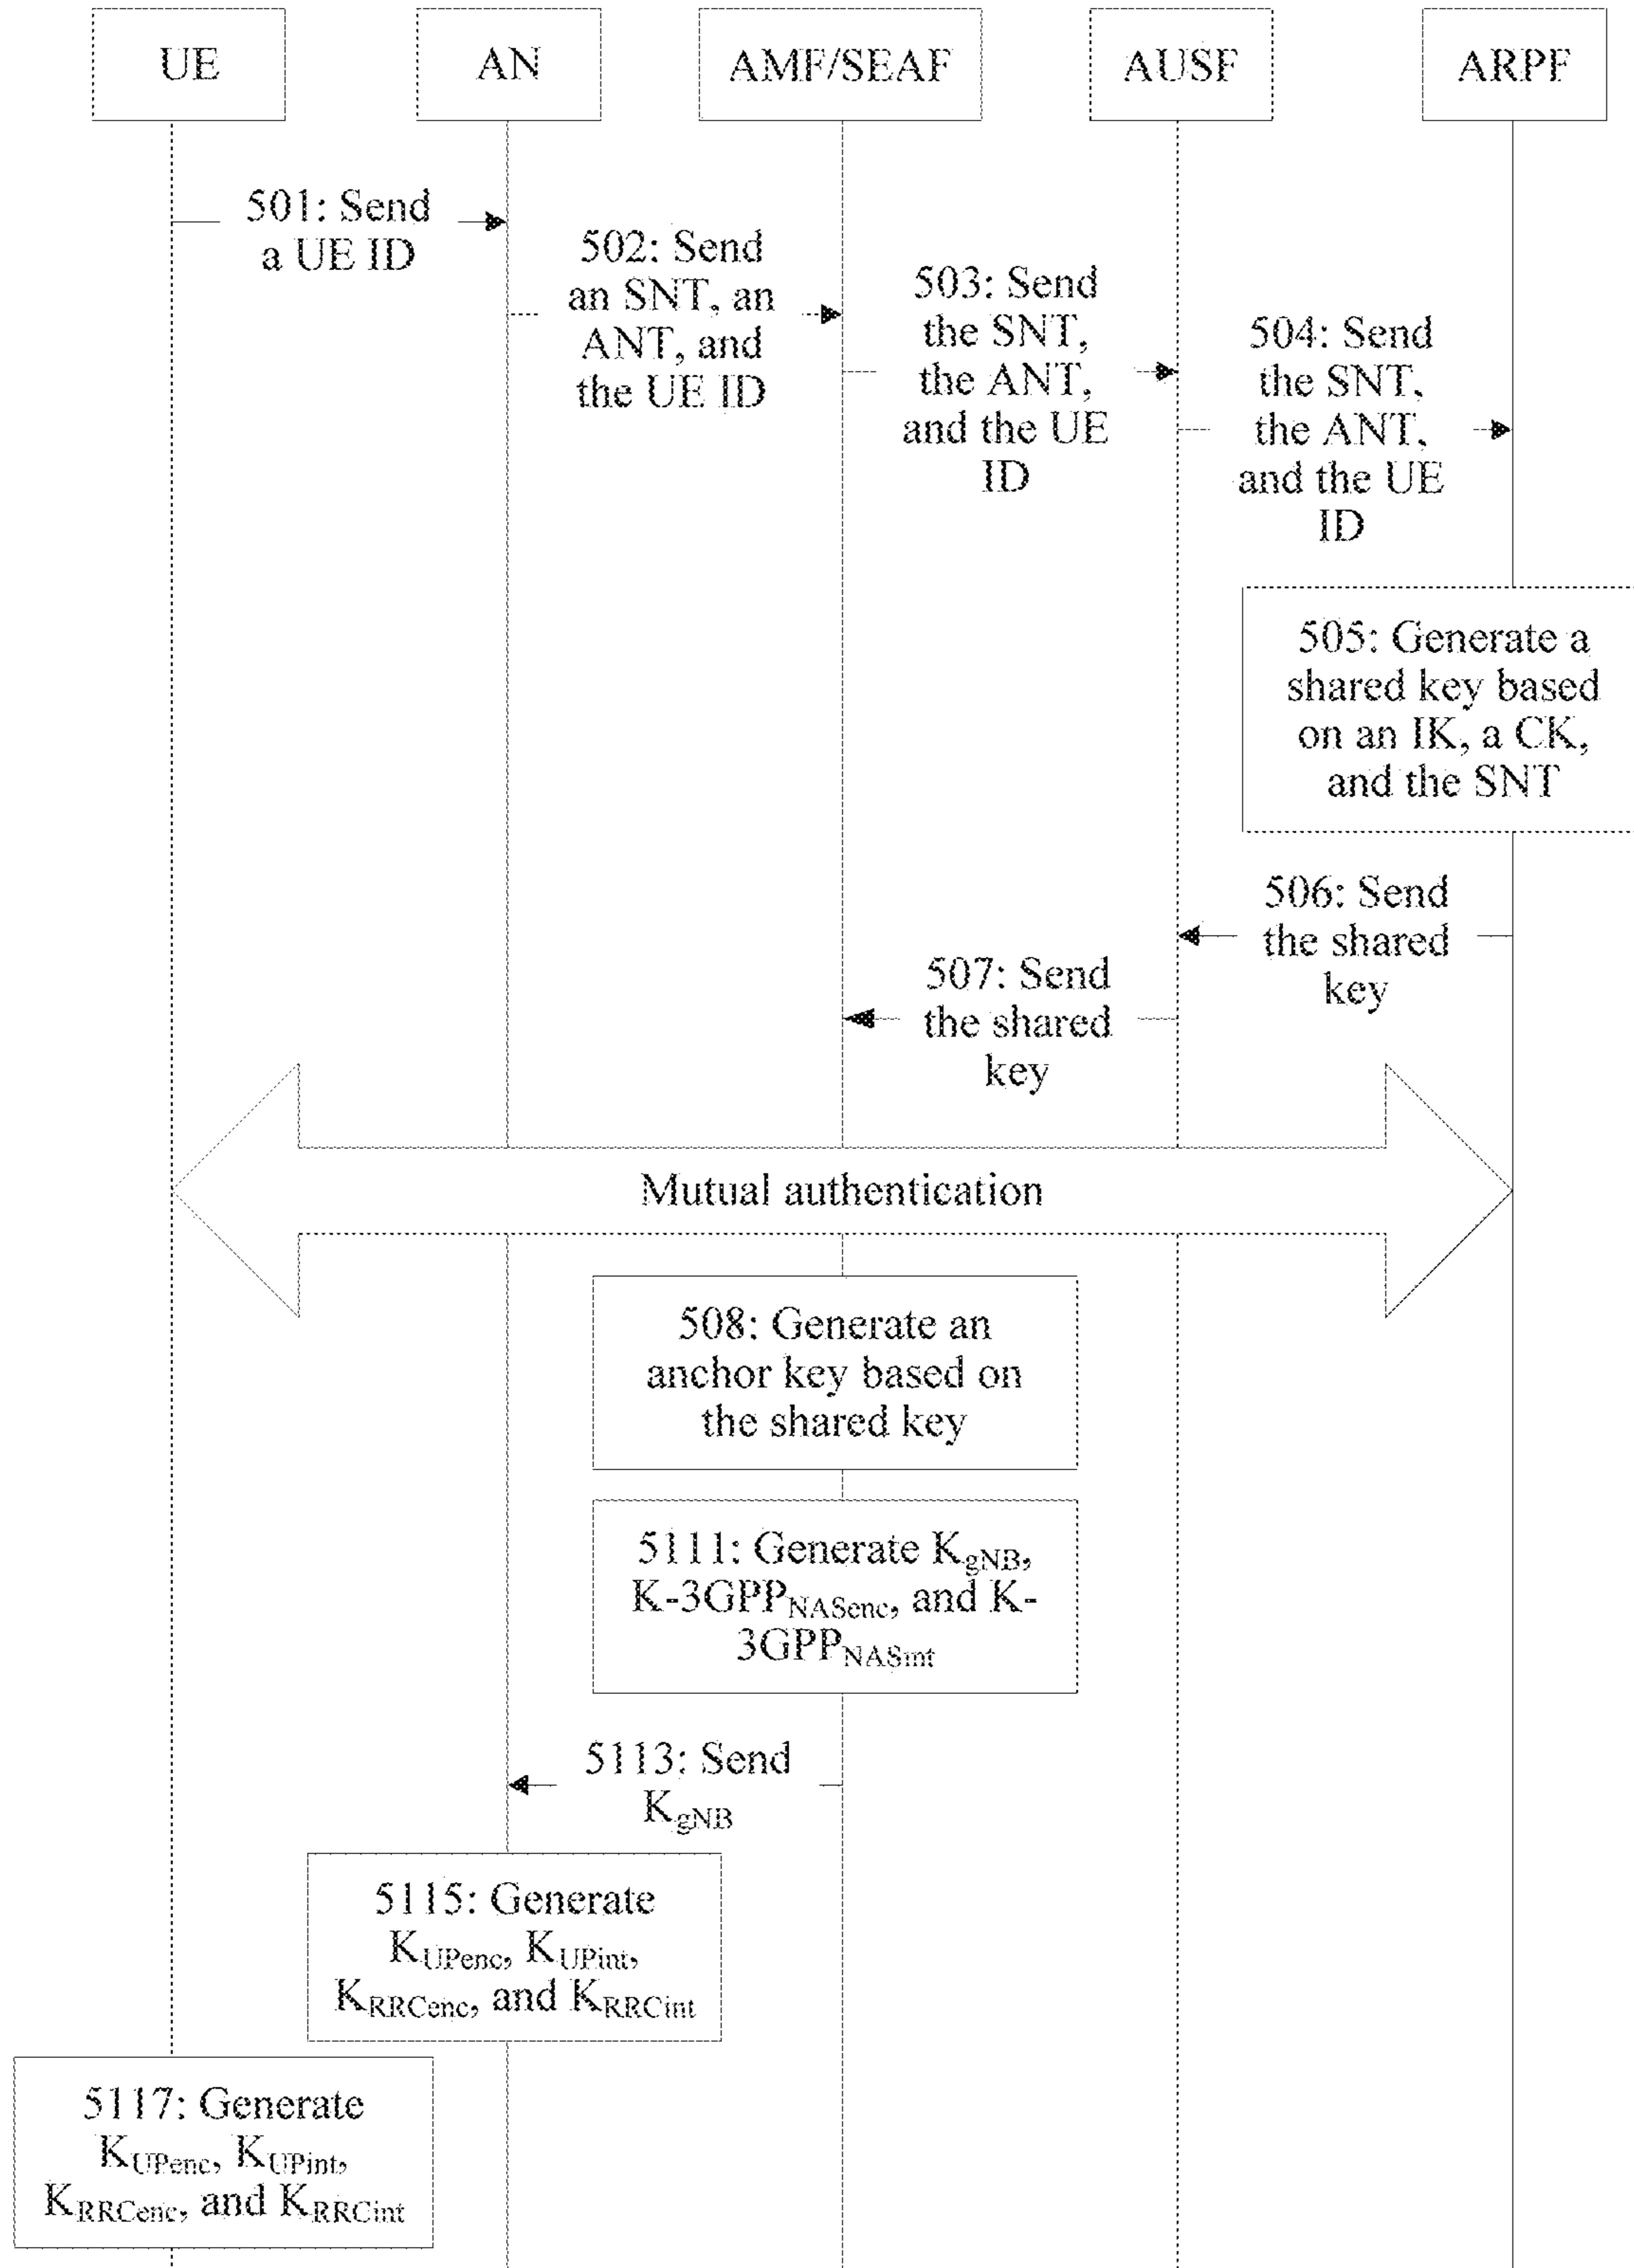 UE
AN
AMF/SEAF
AUSF
ARPF
501: Send
a UE ID
502: Send
an SNT, an
ANT, and
the UE ID
503: Send
the SNT,
the ANT,
and the UE
ID
504: Send
the SNT,
the ANT,
and the UE
ID
505: Generate a
shared key based
on an IK, a CK,
and the SNT
506: Send
the shared
key
507: Send
the shared
key
Mutual authentication
508: Generate an
anchor key based on
the shared key
5111: Generate KgNB,
K-3GPPNASenc, and K-
3GPPNASint
5113: Send
KgNB
5115: Generate
KUPenc, KUPint,
KRRCenc, and KRRCint
5117: Generate
KUPenc, KUPint,
KRRCenc, and KRRCint